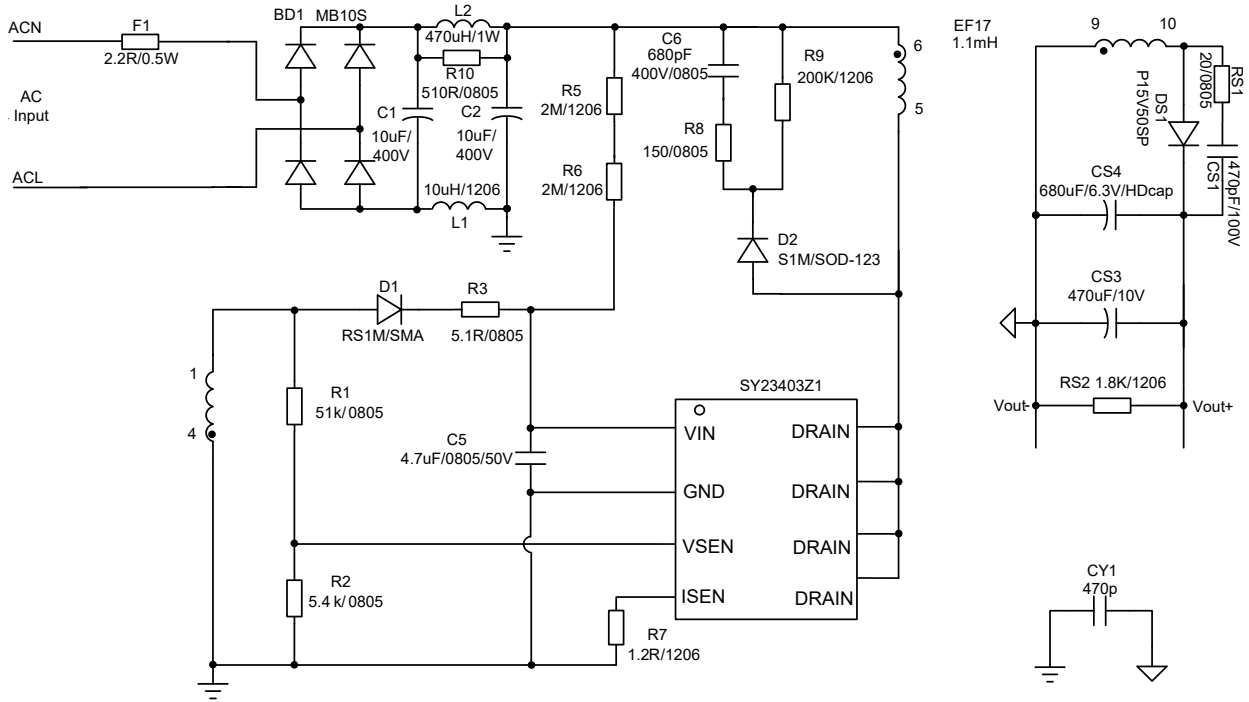 ACN
F1
2.2R/0.5W
AC
Input
ACL
BD1
MB10S
L2
470uH/1W
R10
510R/0805
C1
10uF/
400V
C2
10uF/
400V
10uH/1206
L1
R5
2M/1206
R6
2M/1206
C6
680pF
400V/0805
R8
150/0805
R9
200K/1206
D2
S1M/SOD-123
6
5
EF17
1.1mH
9
10
RS1
20/0805
DS1
P15V50SP
470pF/100V
CS1
CS4
680uF/6.3V/HDcap
CS3
470uF/10V
RS2 1.8K/1206
Vout-
Vout+
D1
RS1M/SMA
R3
5.1R/0805
1
4
R1
51k/0805
R2
5.4k/0805
C5
4.7uF/0805/50V
R7
1.2R/1206
SY23403Z1
VIN
DRAIN
GND
DRAIN
VSEN
DRAIN
ISEN
DRAIN
CY1
470p